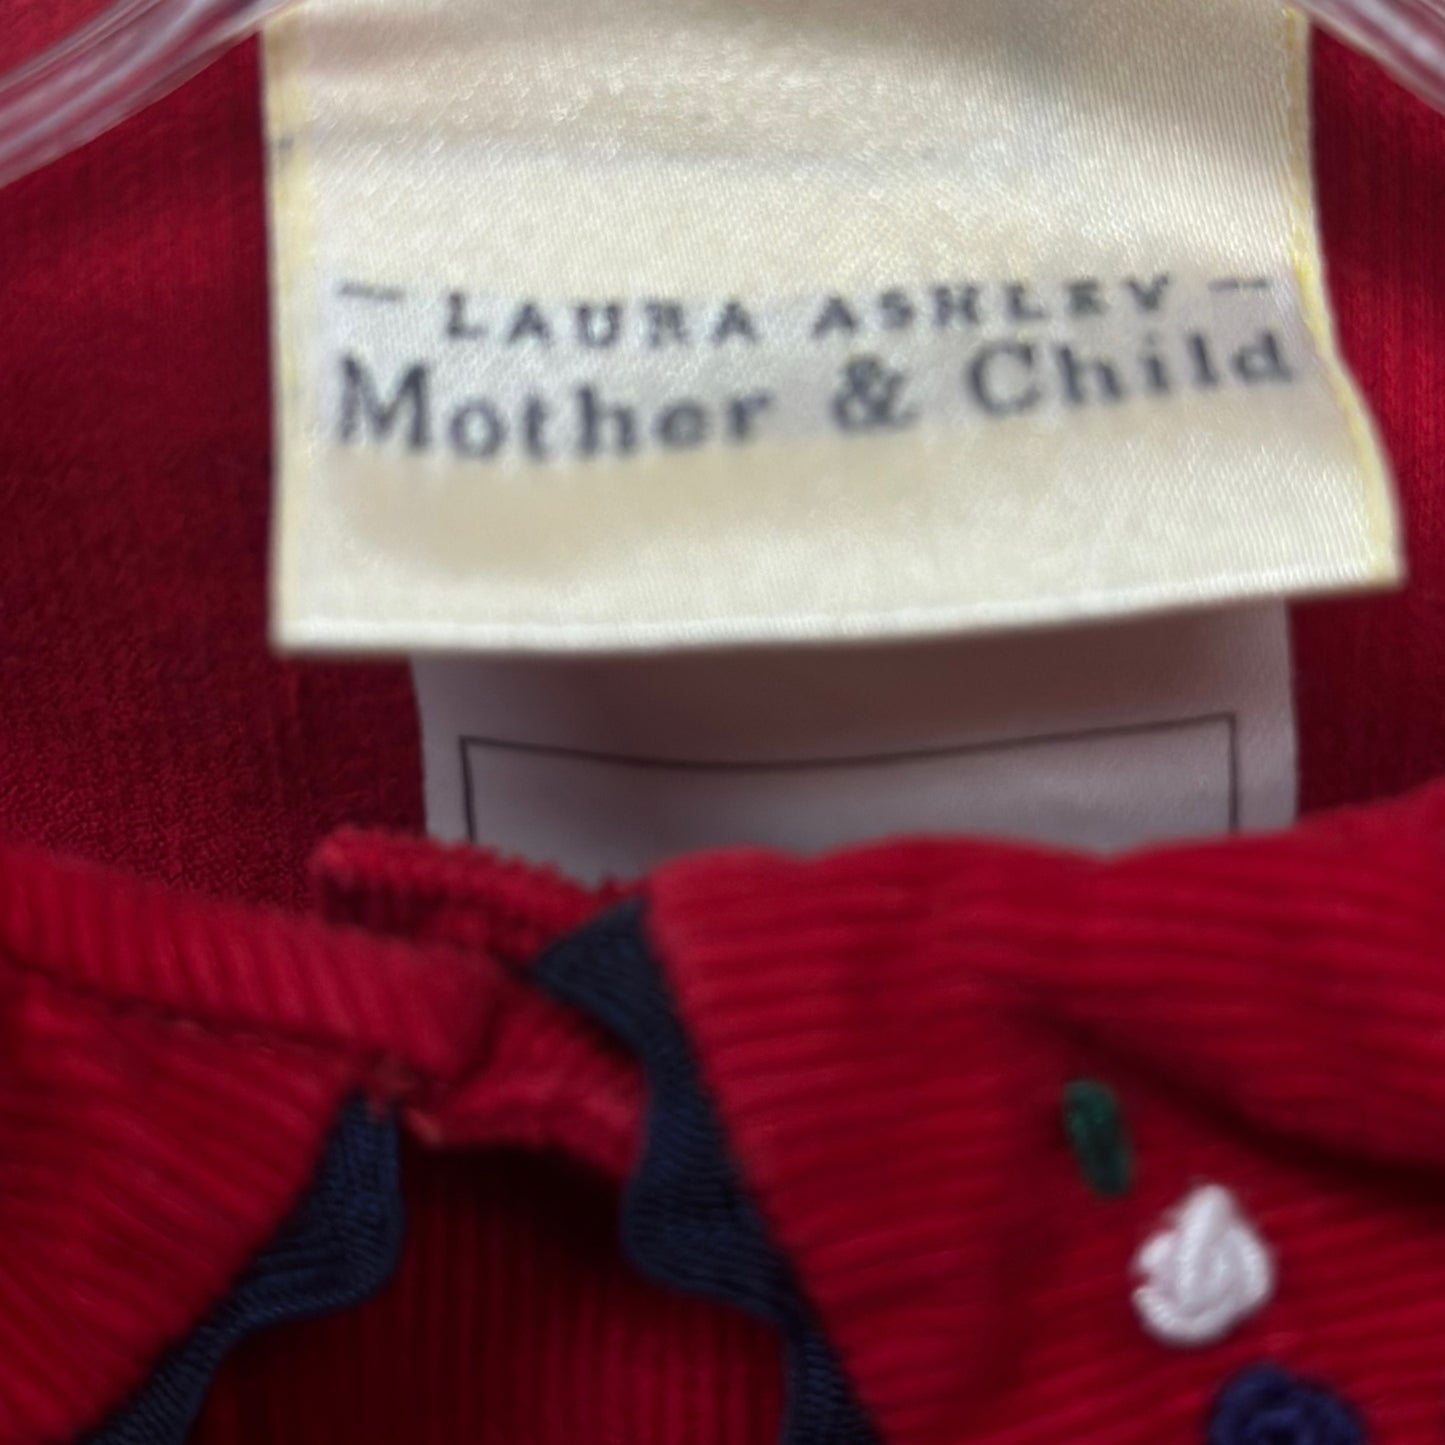 — LAURA ASHLEY —
Mother & Child